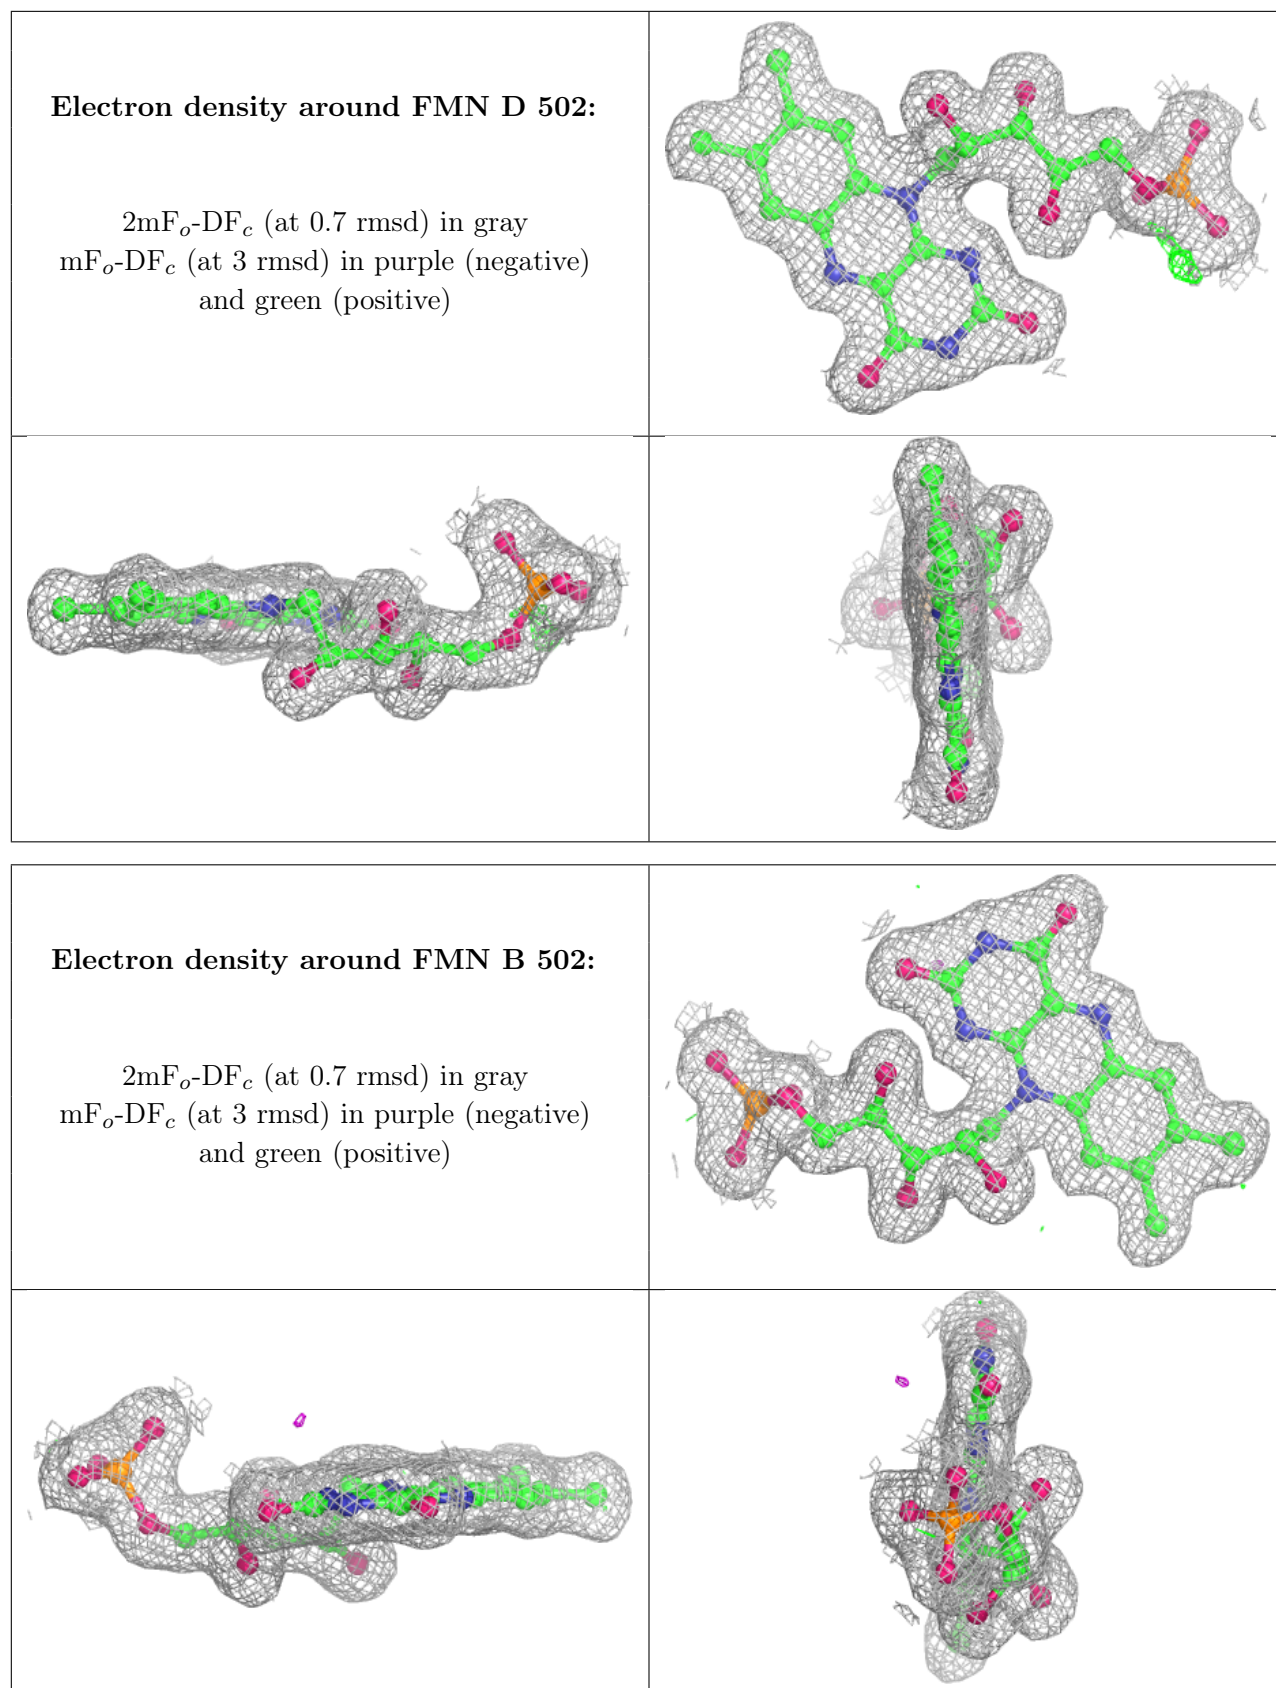 Electron density around FMN D 502:
2mFo-DFc (at 0.7 rmsd) in gray
mFo-DFc (at 3 rmsd) in purple (negative)
and green (positive)
Electron density around FMN B 502:
2mFo-DFc (at 0.7 rmsd) in gray
mFo-DFc (at 3 rmsd) in purple (negative)
and green (positive)